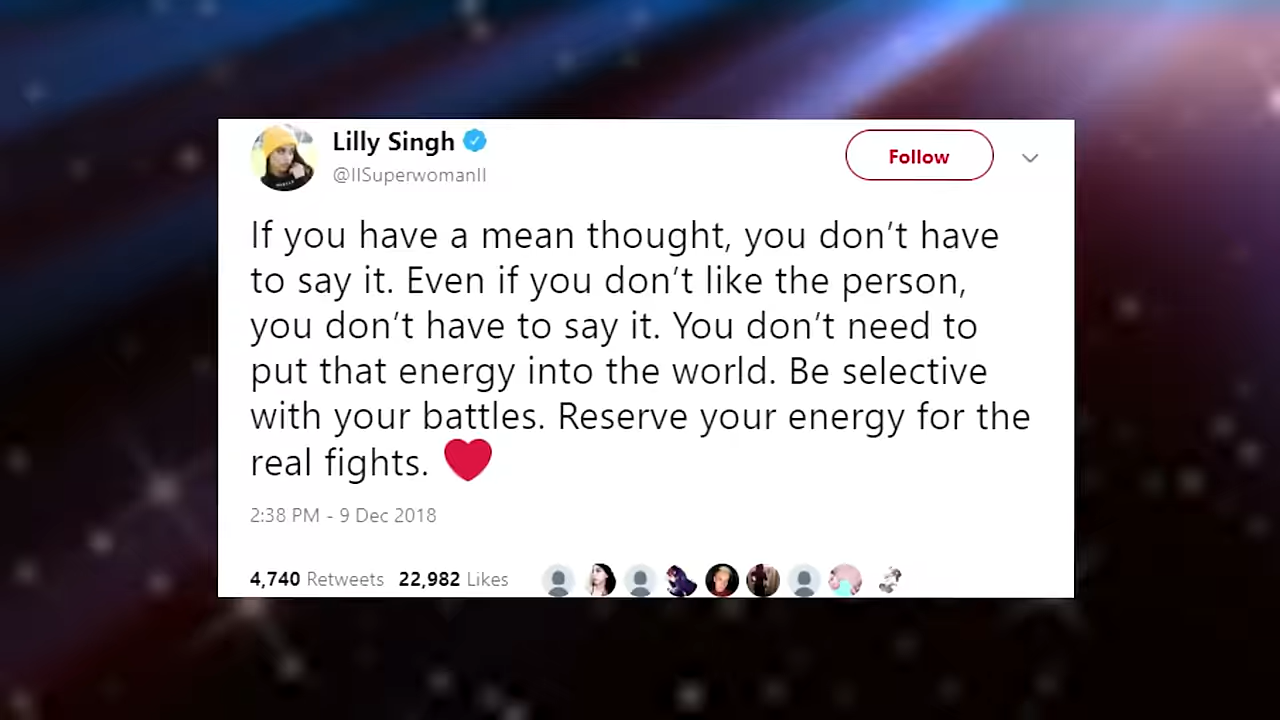 Lilly Singh
@IISuperwomanII
Follow
If you have a mean thought, you don’t have
to say it. Even if you don’t like the person,
you don’t have to say it. You don’t need to
put that energy into the world. Be selective
with your battles. Reserve your energy for the
real fights. ❤
2:38 PM - 9 Dec 2018
4,740 Retweets 22,982 Likes